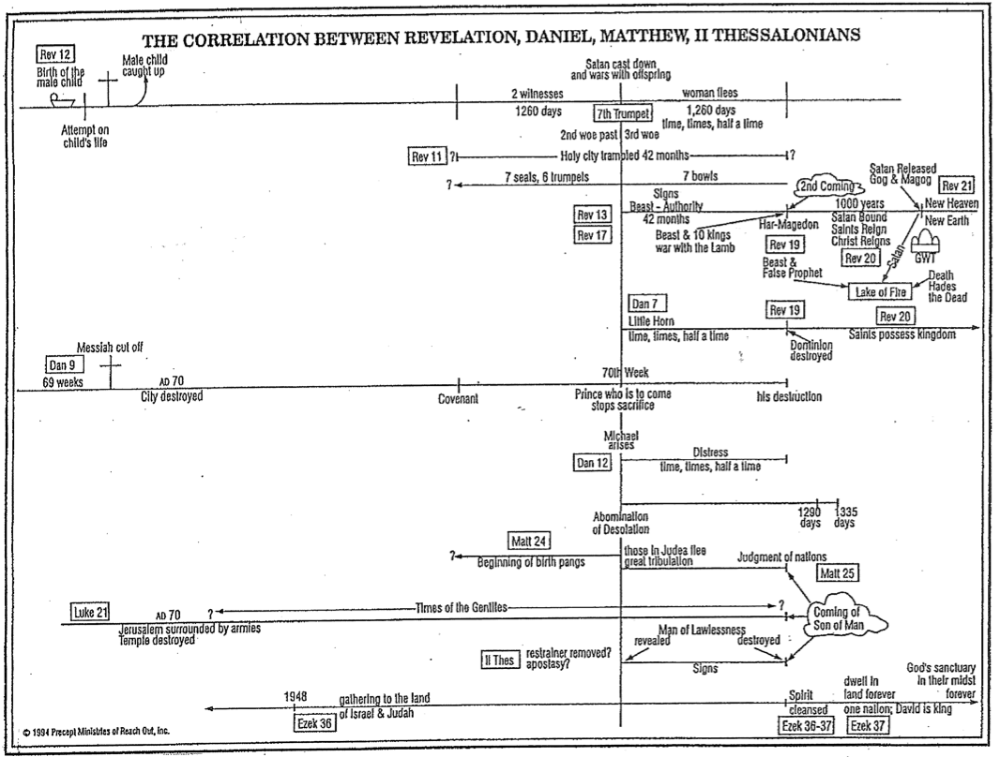 THE CORRELATION BETWEEN REVELATION, DANIEL, MATTHEW, II THESSALONIANS
Rev 12
Birth of the
male child
Male child
caught up
Attempt on
child's life
Satan cast down
and wars with offspring
2 witnesses
1260 days
7th Trumpet
woman flees
1,260 days
time, times, half a time
2nd woe past
3rd woe
Rev 11
?
Holy city trampled 42 months
?
?
7 seals, 6 trumpets
7 bowls
2nd Coming
Satan Released
Gog & Magog
Rev 21
Rev 13
Rev 17
Signs
Beast - Authority
42 months
Beast & 10 kings
war with the Lamb
Har-Magedon
Rev 19
1000 years
Satan Bound
Saints Reign
Christ Reigns
Rev 20
New Heaven
New Earth
GWT
Satan
Beast &
False Prophet
Lake of Fire
Death
Hades
the Dead
Dan 7
Little Horn
time, times, half a time
Rev 19
Dominion
destroyed
Rev 20
Saints possess kingdom
Messiah cut off
Dan 9
69 weeks
AD 70
City destroyed
Covenant
70th Week
Prince who is to come
stops sacrifice
his destruction
Michael
arises
Dan 12
Distress
time, times, half a time
1290
days
1335
days
Abomination
of Desolation
Matt 24
?
Beginning of birth pangs
those in Judea flee
great tribulation
Judgment of nations
Matt 25
Luke 21
AD 70
Jerusalem surrounded by armies
Temple destroyed
?
Times of the Gentiles
?
Coming of
Son of Man
II Thes
restrainer removed?
apostasy?
Man of Lawlessness
revealed
destroyed
Signs
1948
Ezek 36
gathering to the land
of Israel & Judah
Spirit
cleansed
Ezek 36-37
dwell in
land forever
one nation; David is king
Ezek 37
God's sanctuary
in their midst
forever
© 1994 Precept Ministries of Reach Out, Inc.